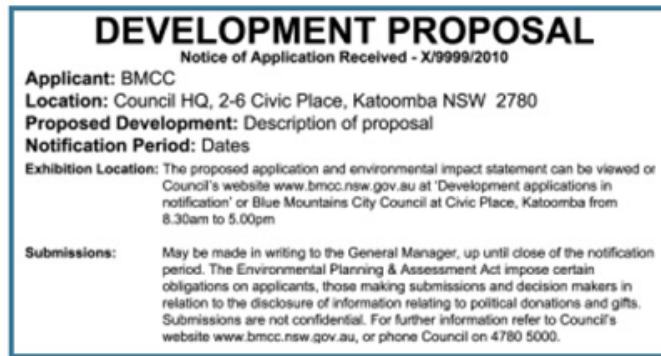 DEVELOPMENT PROPOSAL
Notice of Application Received - X/9999/2010
Applicant: BMCC
Location: Council HQ, 2-6 Civic Place, Katoomba NSW 2780
Proposed Development: Description of proposal
Notification Period: Dates
Exhibition Location: The proposed application and environmental impact statement can be viewed or
Council's website www.bmcc.nsw.gov.au at 'Development applications in
notification' or Blue Mountains City Council at Civic Place, Katoomba from
8.30am to 5.00pm
Submissions: May be made in writing to the General Manager, up until close of the notification
period. The Environmental Planning & Assessment Act impose certain
obligations on applicants, those making submissions and decision makers in
relation to the disclosure of information relating to political donations and gifts.
Submissions are not confidential. For further information refer to Council's
website www.bmcc.nsw.gov.au, or phone Council on 4780 5000.